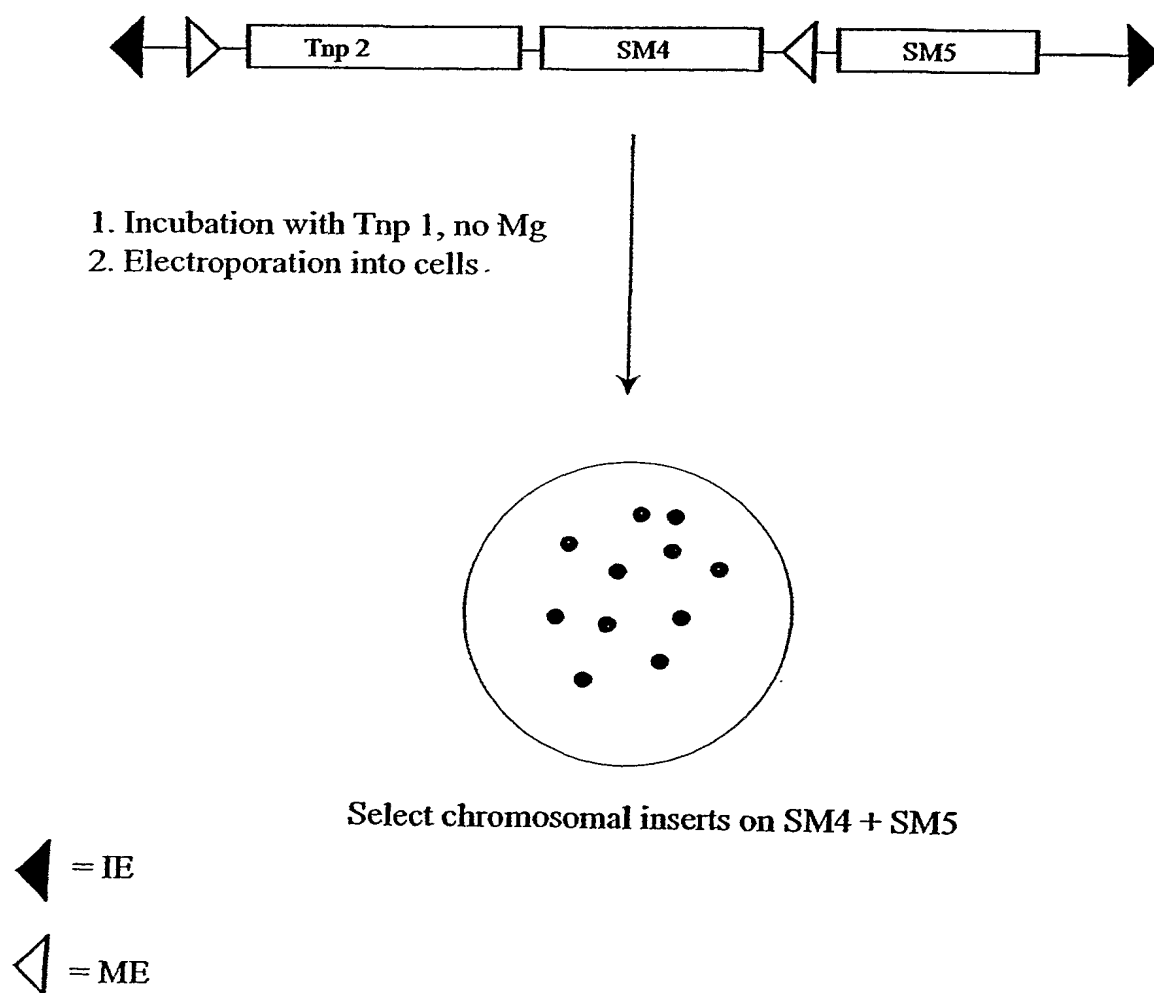 Tnp 2 SM4 SM5
1. Incubation with Tnp 1, no Mg
2. Electroporation into cells.
Select chromosomal inserts on SM4 + SM5
= IE
= ME